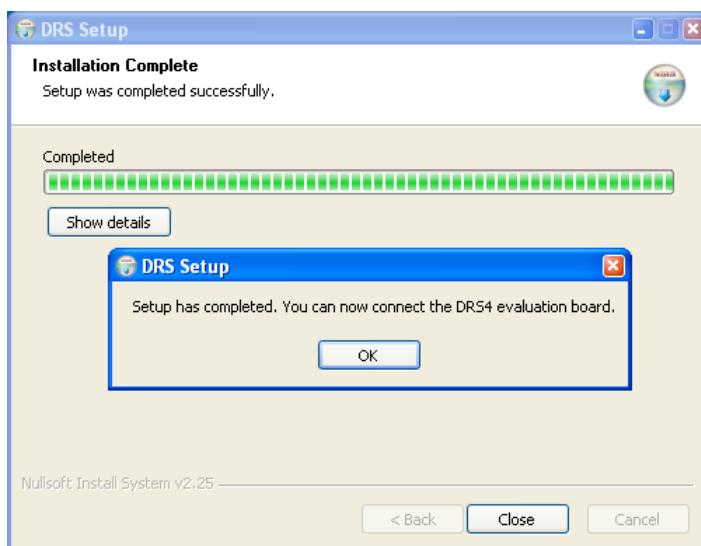 DRS Setup
Installation Complete
Setup was completed successfully.
Completed
Show details
DRS Setup
Setup has completed. You can now connect the DRS4 evaluation board.
OK
Nullsoft Install System v2.25
< Back Close Cancel